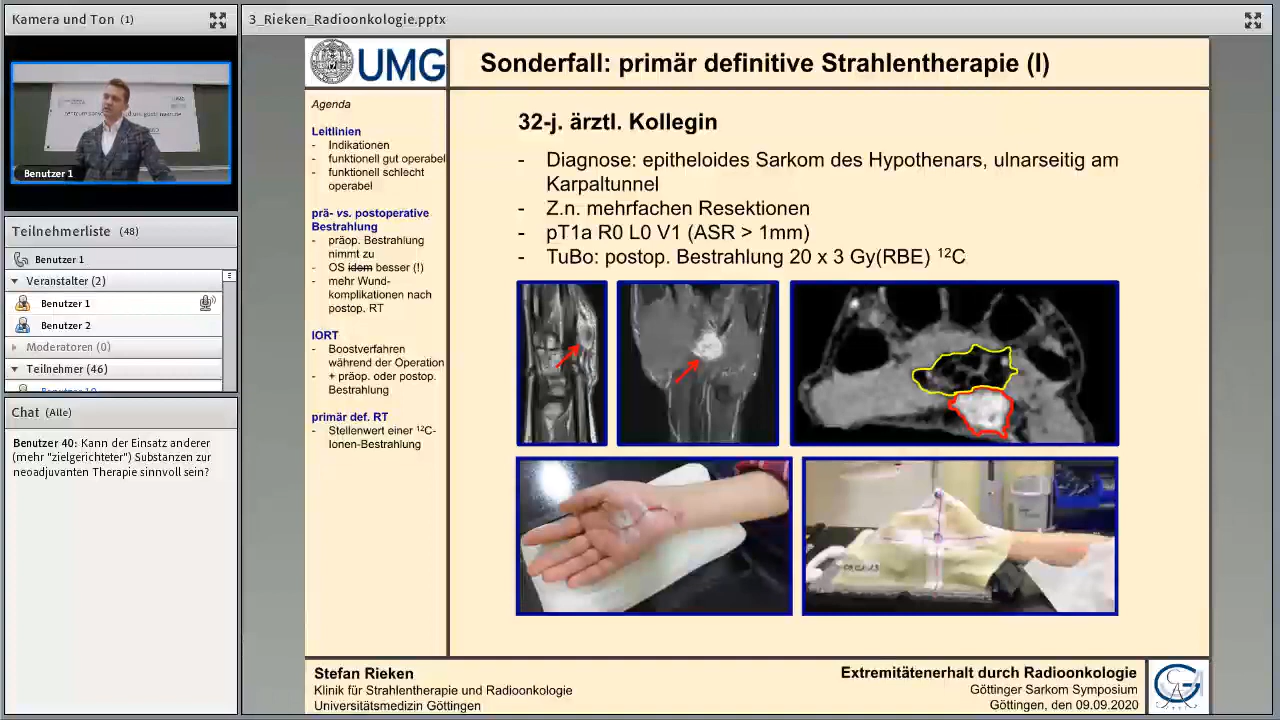 Kamera und Ton (1)
3_Rieken_Radioonkologie.pptx
Benutzer 1
Teilnehmerliste (48)
Benutzer 1
Veranstalter (2)
Benutzer 1
Benutzer 2
Moderatoren (0)
Teilnehmer (46)
Chat (Alle)
Benutzer 40: Kann der Einsatz anderer
(mehr "zielgerichteter") Substanzen zur
neoadjuvanten Therapie sinnvoll sein?
UMG
Sonderfall: primär definitive Strahlentherapie (I)
Agenda
Leitlinien
- Indikationen
- funktionell gut operabel
- funktionell schlecht
operabel
prä- vs. postoperative
Bestrahlung
- präop. Bestrahlung
nimmt zu
- OS idem besser (!)
- mehr Wund-
komplikationen nach
postop. RT
IORT
- Boostverfahren
während der Operation
- + präop. oder postop.
Bestrahlung
primär def. RT
- Stellenwert einer ¹²C-
Ionen-Bestrahlung
32-j. ärztl. Kollegin
- Diagnose: epitheloides Sarkom des Hypothenars, ulnarseitig am
Karpaltunnel
- Z.n. mehrfachen Resektionen
- pT1a R0 L0 V1 (ASR > 1mm)
- TuBo: postop. Bestrahlung 20 x 3 Gy(RBE) ¹²C
Stefan Rieken
Klinik für Strahlentherapie und Radioonkologie
Universitätsmedizin Göttingen
Extremitätenerhalt durch Radioonkologie
Göttinger Sarkom Symposium
Göttingen, den 09.09.2020